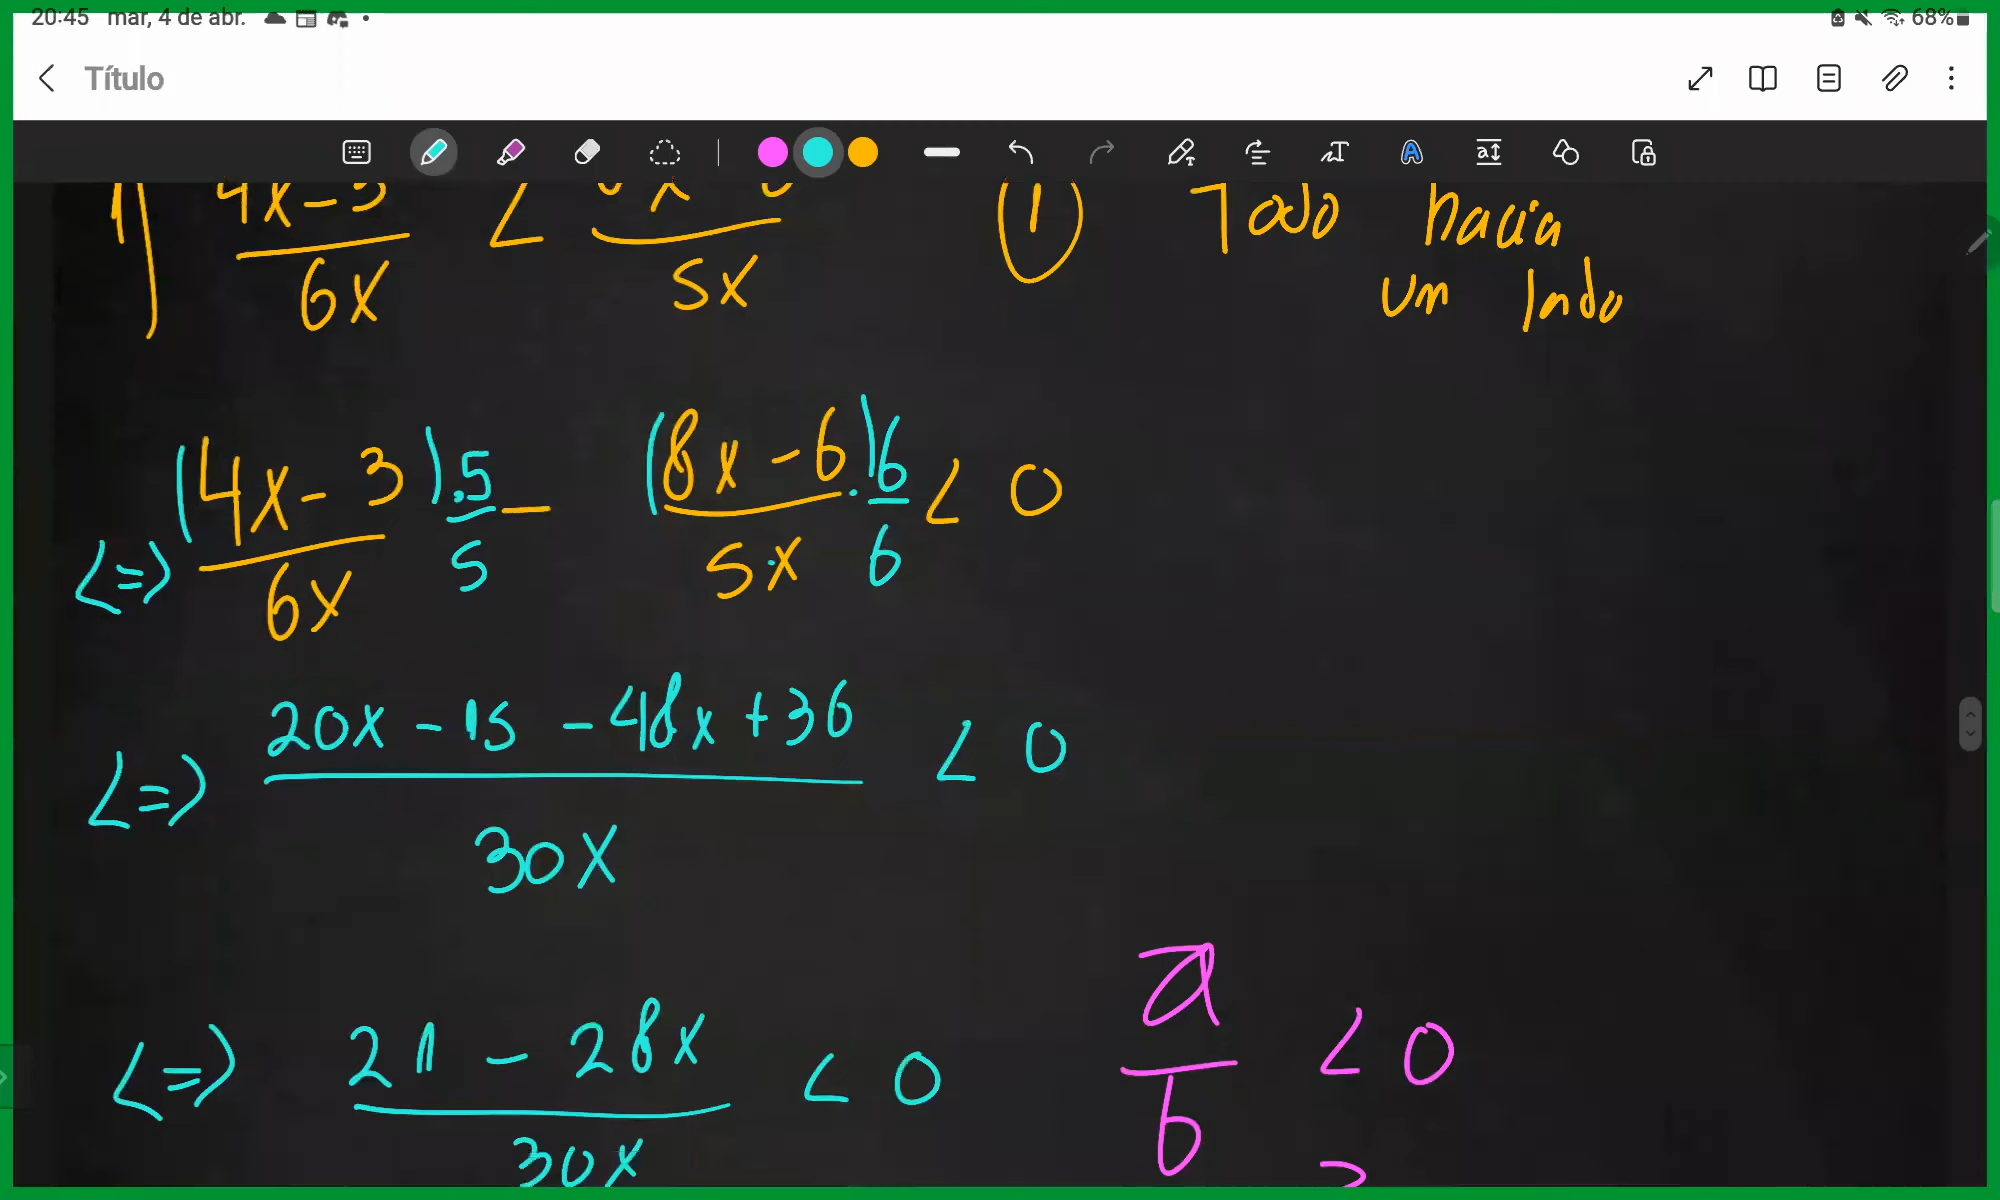 20:45 mar, 4 de abr. 68%
Título
1) (4x-3)/(6x) < (8x-6)/(5x) ① Todo hacia
un lado
<=> (4x-3)/(6x) · 5/5 - (8x-6)/(5x) · 6/6 < 0
<=> (20x - 15 - 48x + 36)/(30x) < 0
<=> (21 - 28x)/(30x) < 0
a/b < 0